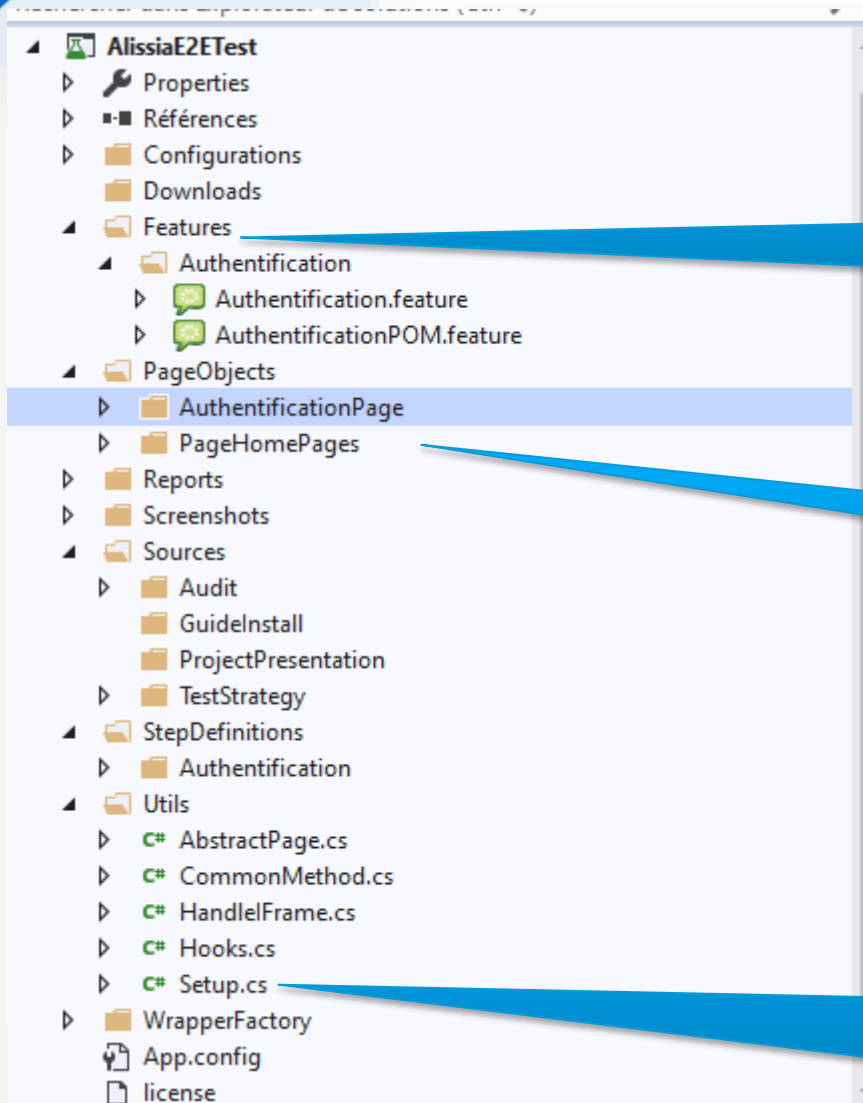 AlissiaE2ETest
Properties
Références
Configurations
Downloads
Features
Authentification
Authentification.feature
AuthentificationPOM.feature
PageObjects
AuthentificationPage
PageHomePages
Reports
Screenshots
Sources
Audit
GuideInstall
ProjectPresentation
TestStrategy
StepDefinitions
Authentification
Utils
C# AbstractPage.cs
C# CommonMethod.cs
C# HandleIFrame.cs
C# Hooks.cs
C# Setup.cs
WrapperFactory
App.config
license